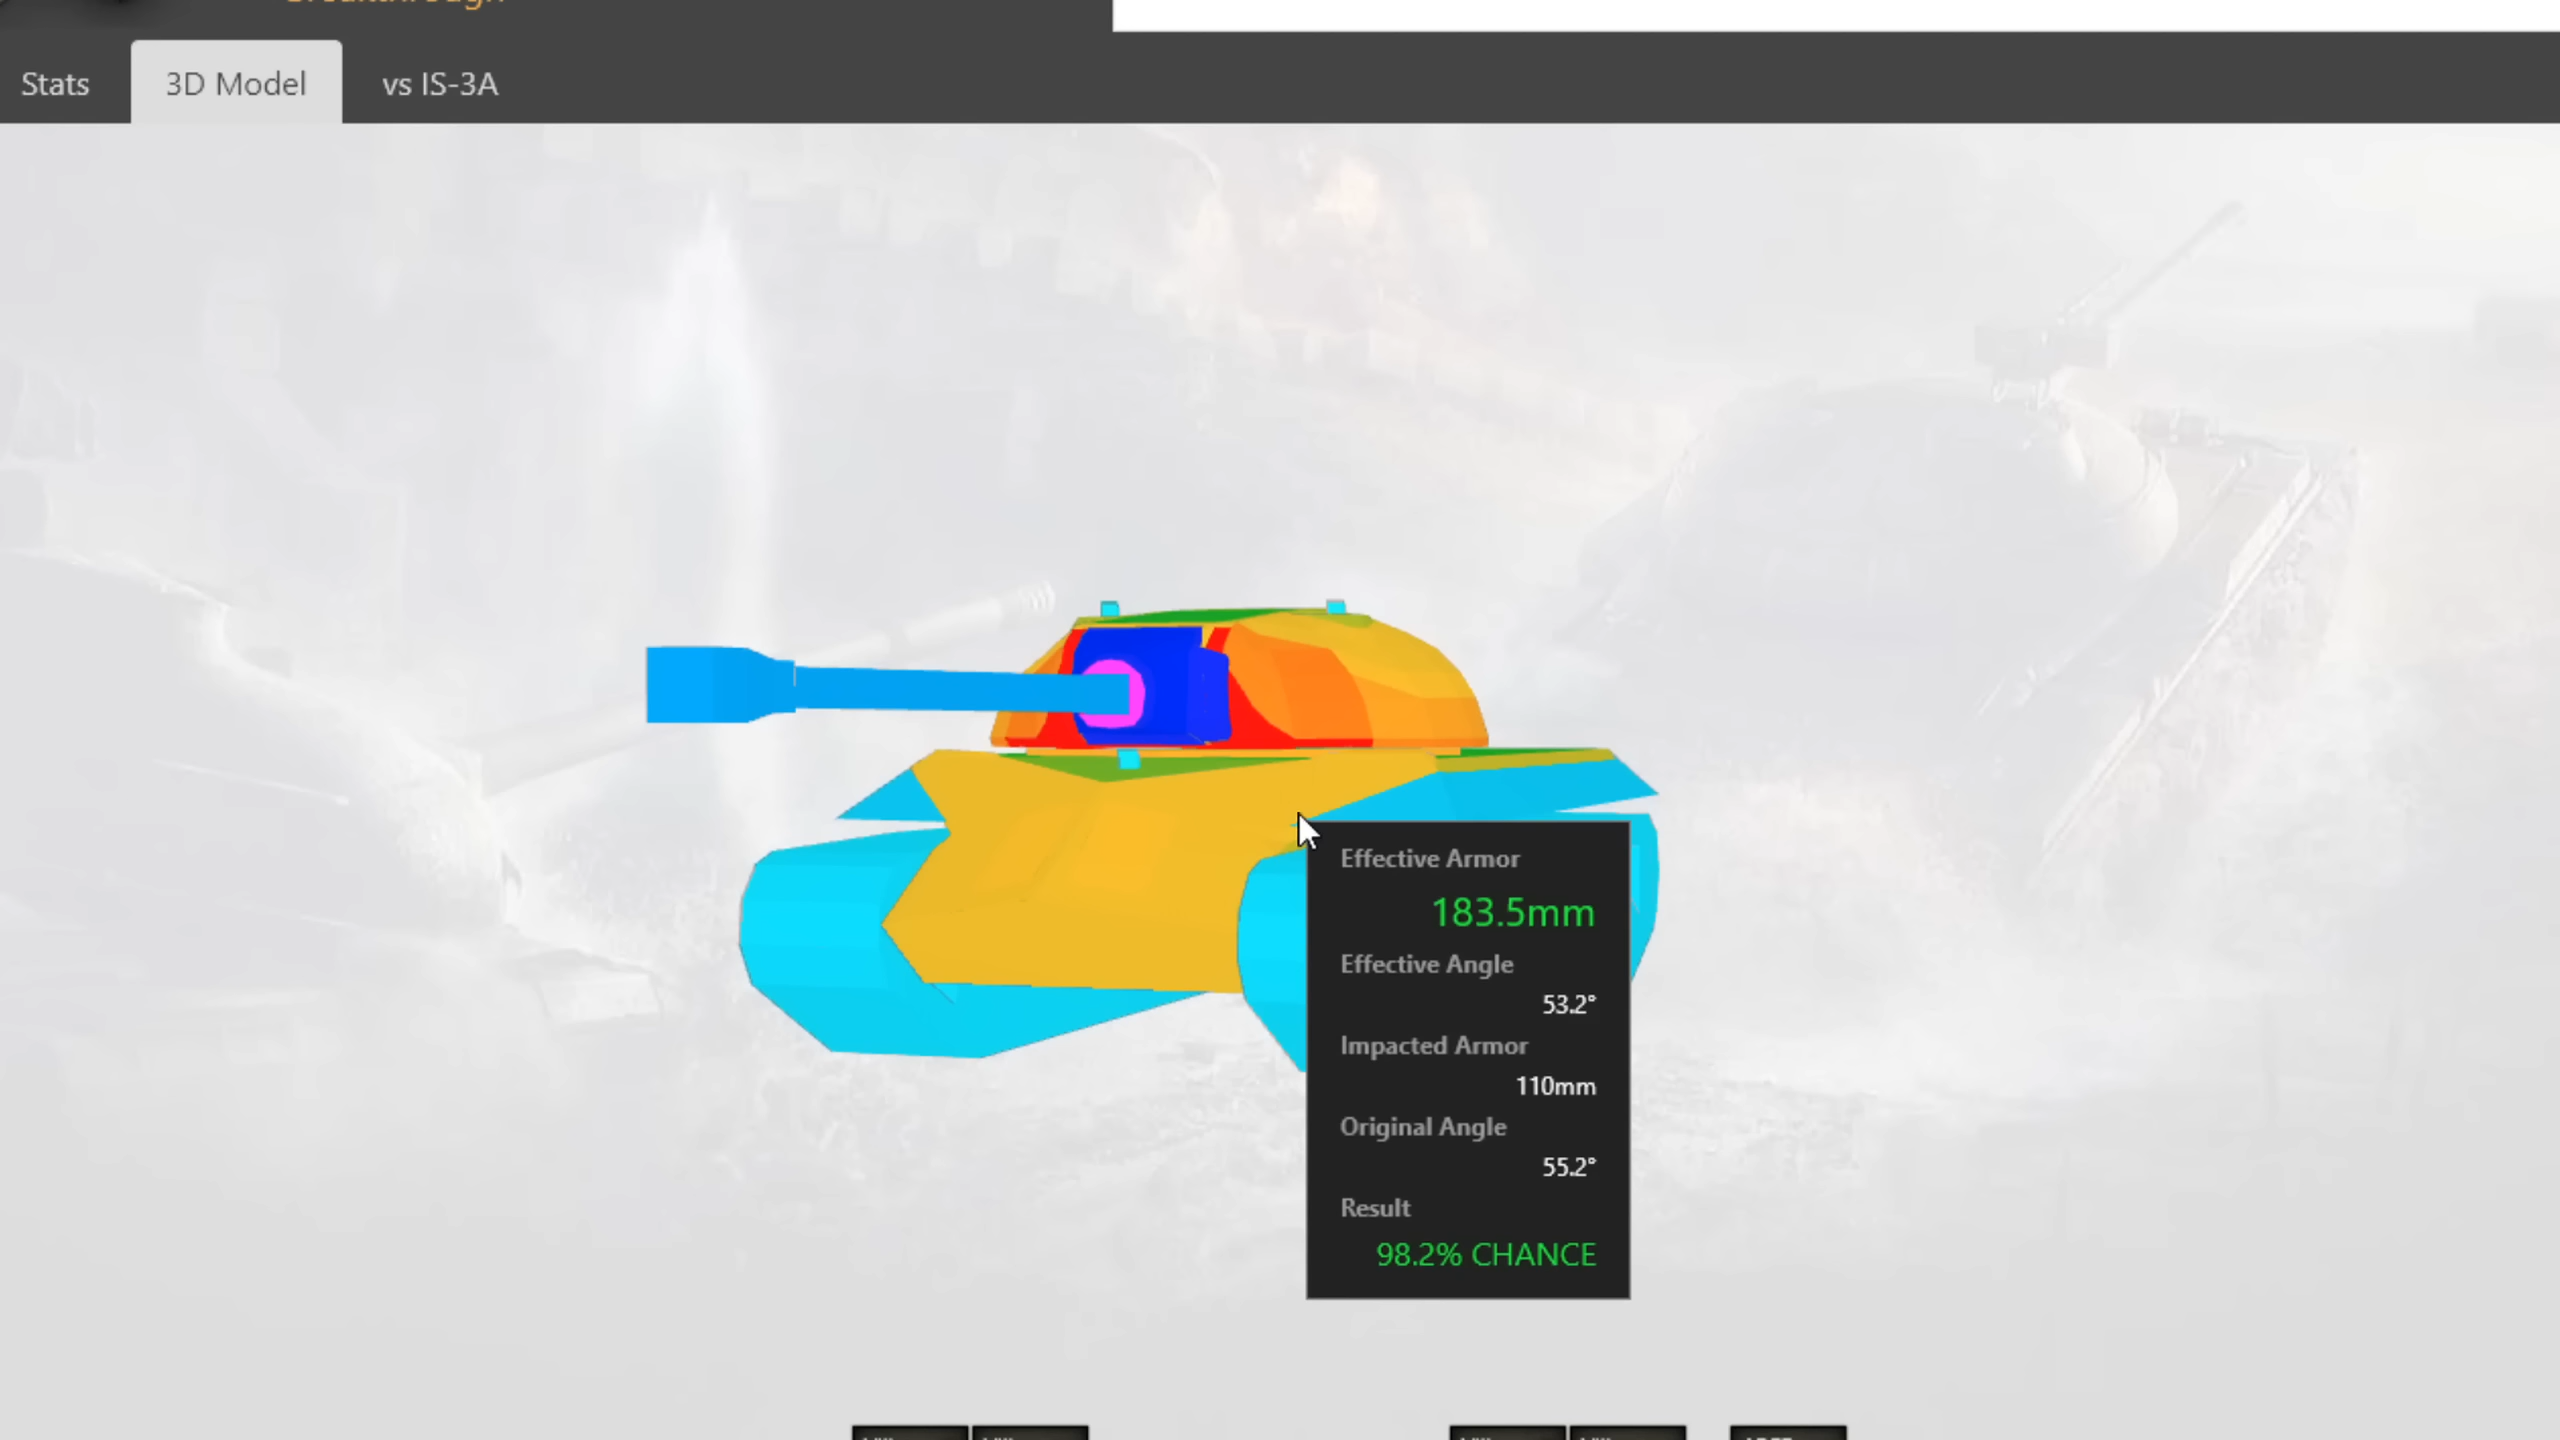 Stats
3D Model
vs IS-3A
Effective Armor
183.5mm
Effective Angle
53.2°
Impacted Armor
110mm
Original Angle
55.2°
Result
98.2% CHANCE